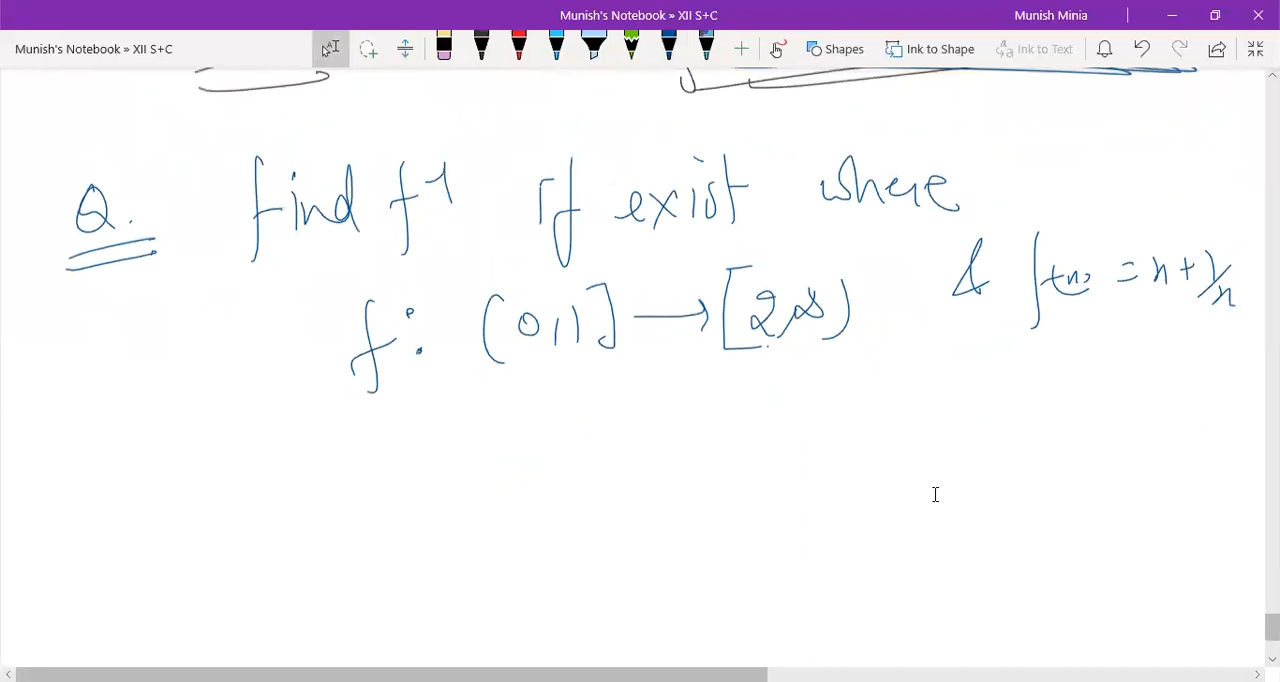 Munish's Notebook » XII S+C
Munish Minia
Munish's Notebook » XII S+C
Shapes
Ink to Shape
Ink to Text
Q. find f⁻¹ if exist where
f: (0,1] → [2,∞) & f(x) = x + 1/x